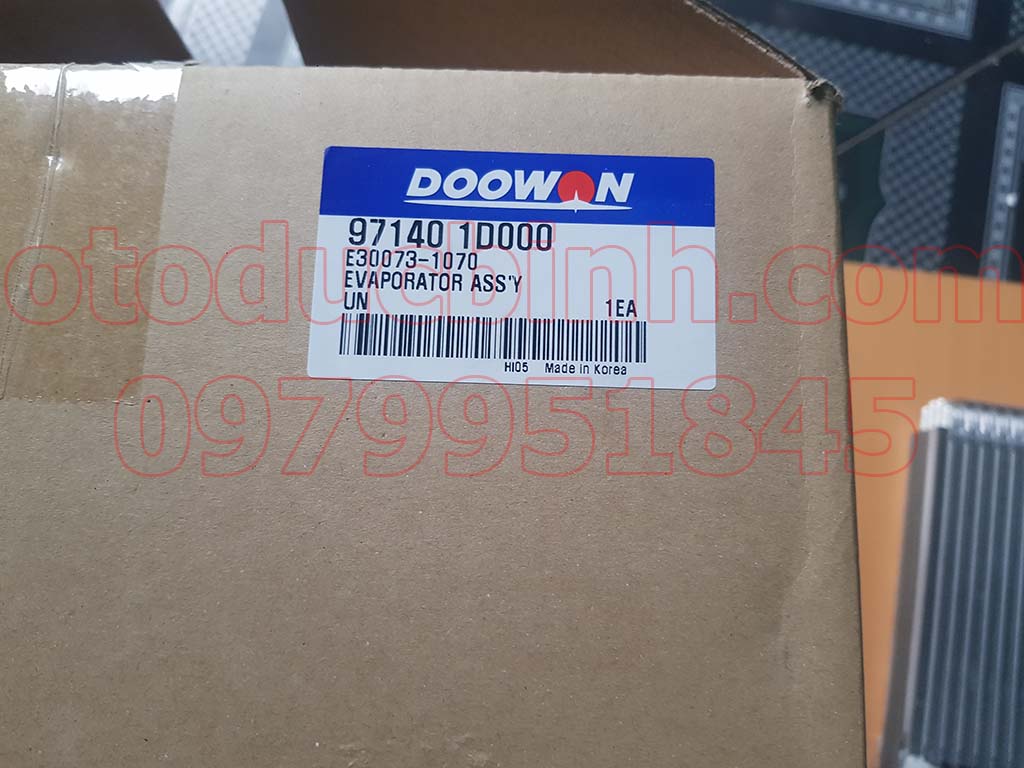 DOOWON
97140 1D000
E30073-1070
EVAPORATOR ASS'Y
UN 1EA
HI05 Made in Korea
otoducbinh.com
0979951845